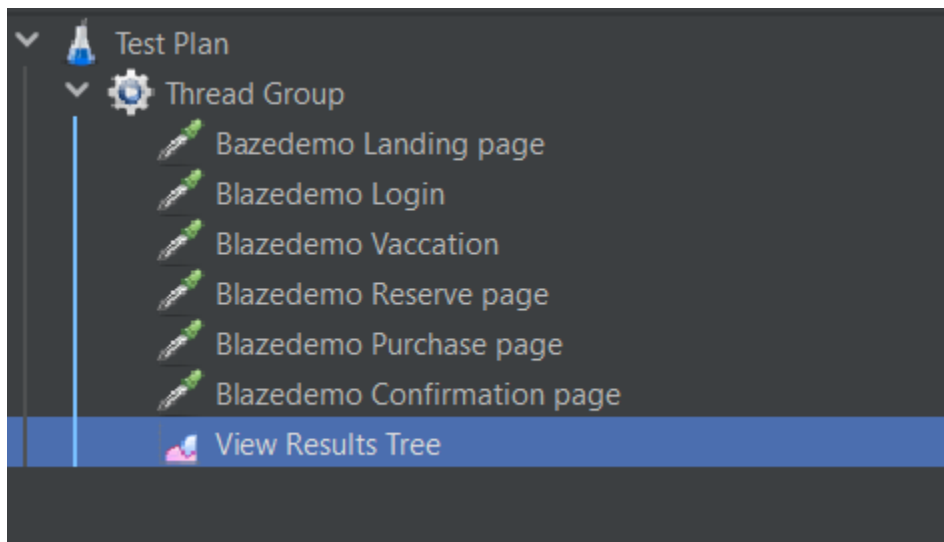 Test Plan
Thread Group
Bazedemo Landing page
Blazedemo Login
Blazedemo Vaccation
Blazedemo Reserve page
Blazedemo Purchase page
Blazedemo Confirmation page
View Results Tree